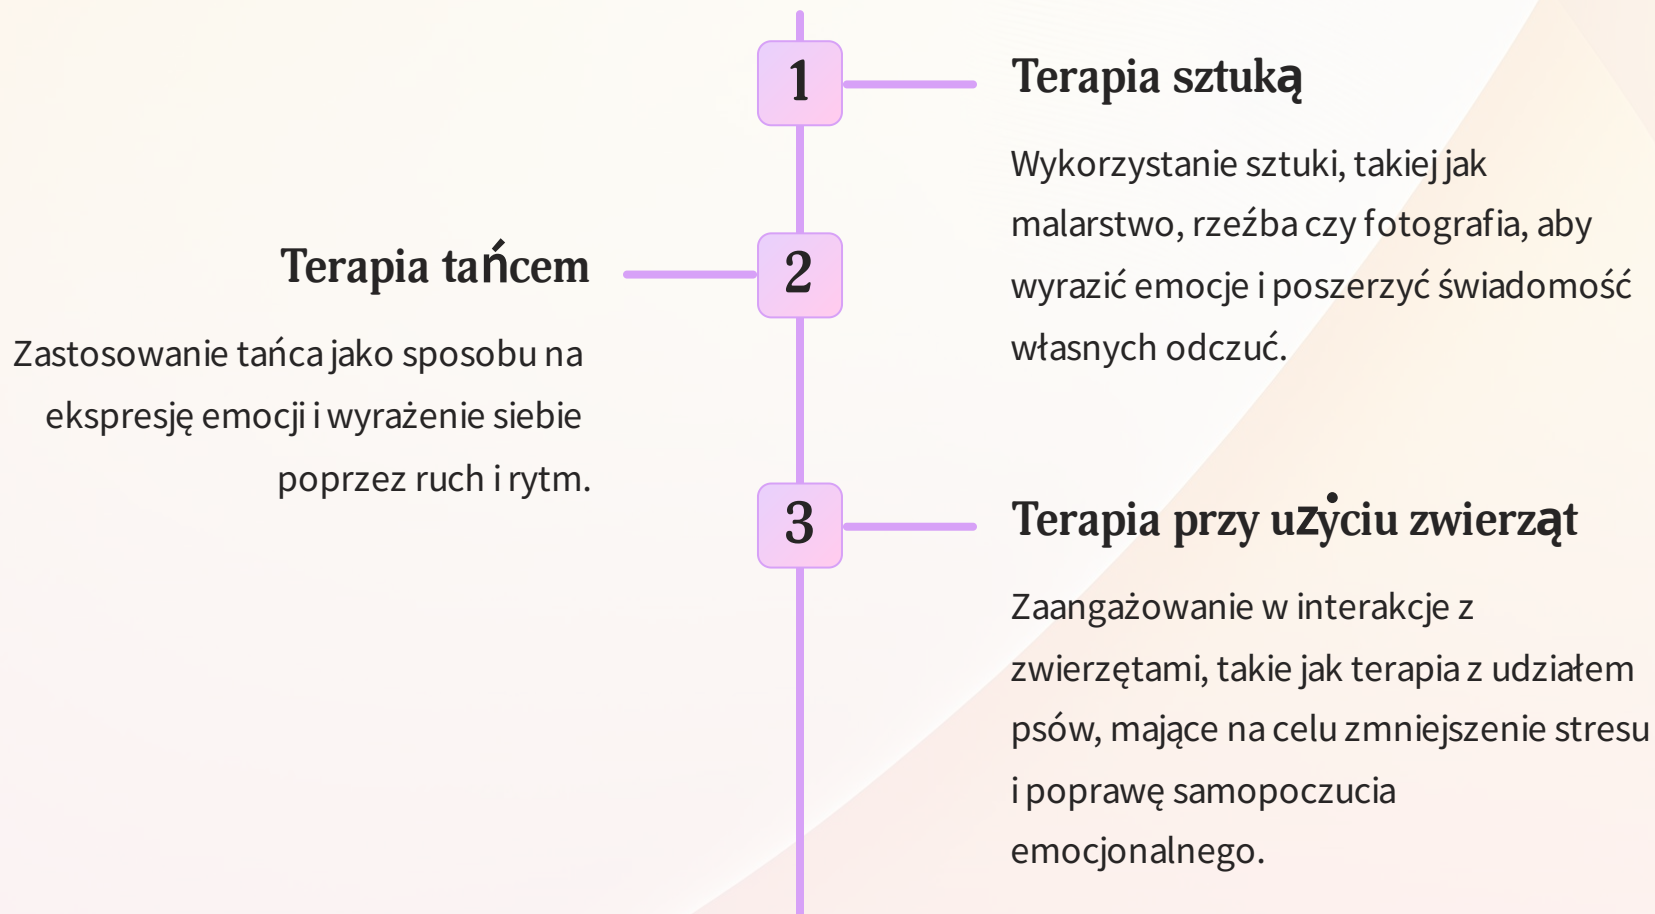 1
Terapia sztuką
Wykorzystanie sztuki, takiej jak
malarstwo, rzeźba czy fotografia, aby
wyrazić emocje i poszerzyć świadomość
własnych odczuć.
2
Terapia tańcem
Zastosowanie tańca jako sposobu na
ekspresję emocji i wyrażenie siebie
poprzez ruch i rytm.
3
Terapia przy użyciu zwierząt
Zaangażowanie w interakcje z
zwierzętami, takie jak terapia z udziałem
psów, mające na celu zmniejszenie stresu
i poprawę samopoczucia
emocjonalnego.